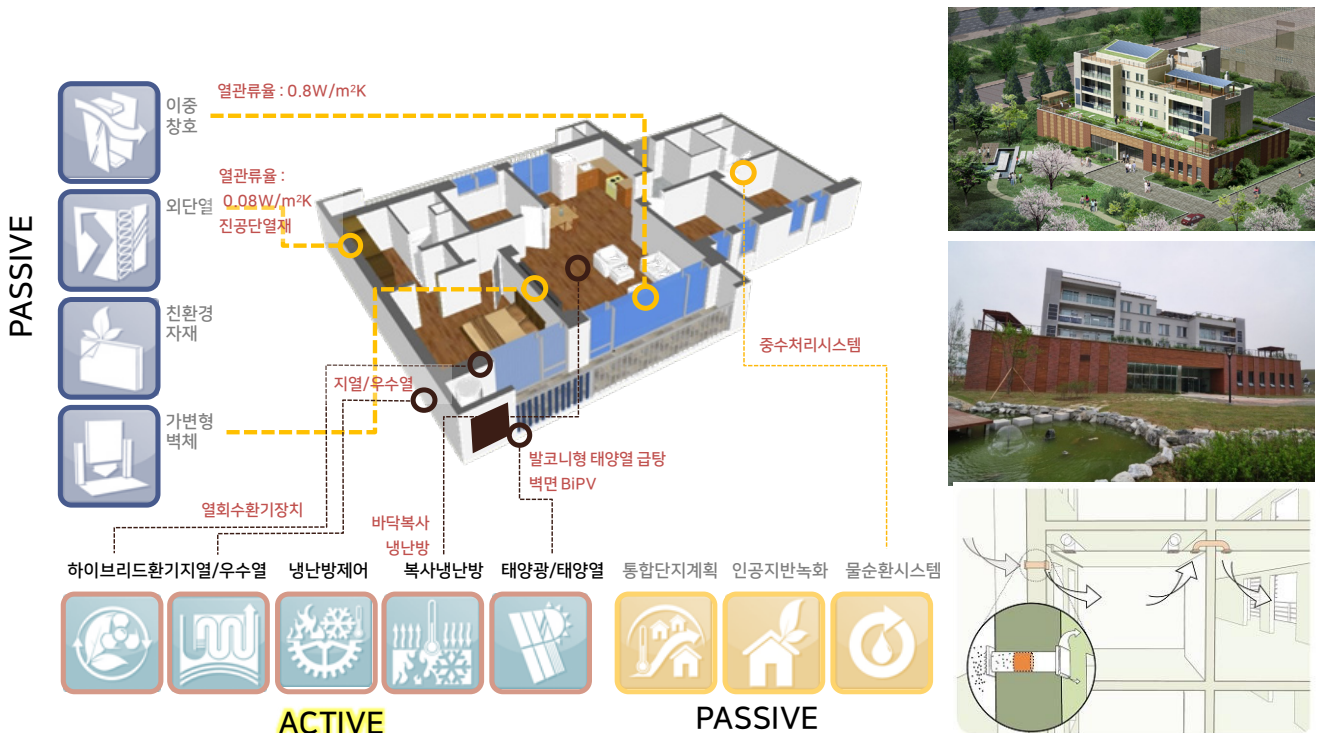 PASSIVE
이중
창호
열관류율 : 0.8W/m²K
외단열
열관류율 :
0.08W/m²K
진공단열재
친환경
자재
가변형
벽체
중수처리시스템
지열/우수열
발코니형 태양열 급탕
벽면 BiPV
열회수환기장치
바닥복사
냉난방
하이브리드환기
지열/우수열
냉난방제어
복사냉난방
태양광/태양열
통합단지계획
인공지반녹화
물순환시스템
ACTIVE
PASSIVE